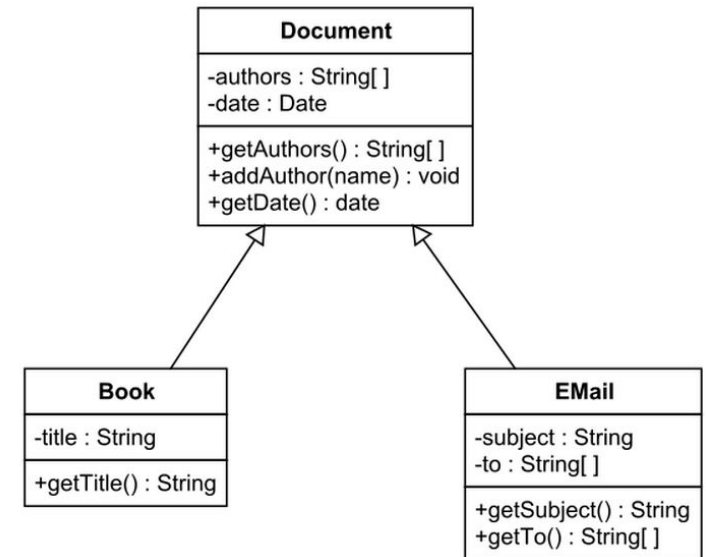 Document
-authors : String[ ]
-date : Date
+getAuthors() : String[ ]
+addAuthor(name) : void
+getDate() : date
Book
-title : String
+getTitle() : String
EMail
-subject : String
-to : String[ ]
+getSubject() : String
+getTo() : String[ ]